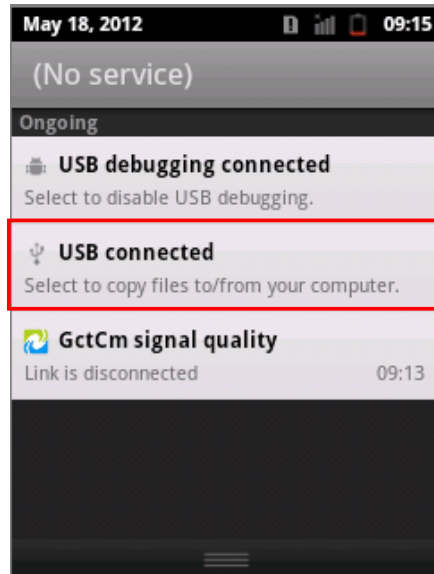 May 18, 2012 09:15
(No service)
Ongoing
USB debugging connected
Select to disable USB debugging.
USB connected
Select to copy files to/from your computer.
GctCm signal quality
Link is disconnected 09:13